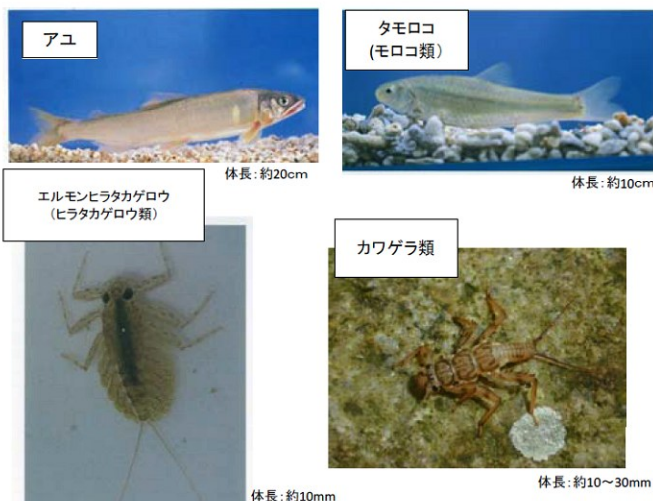 アユ
タモロコ
(モロコ類)
体長：約20cm
体長：約10cm
エルモンヒラタカゲロウ
(ヒラタカゲロウ類)
カワゲラ類
体長：約10mm
体長：約10～30mm